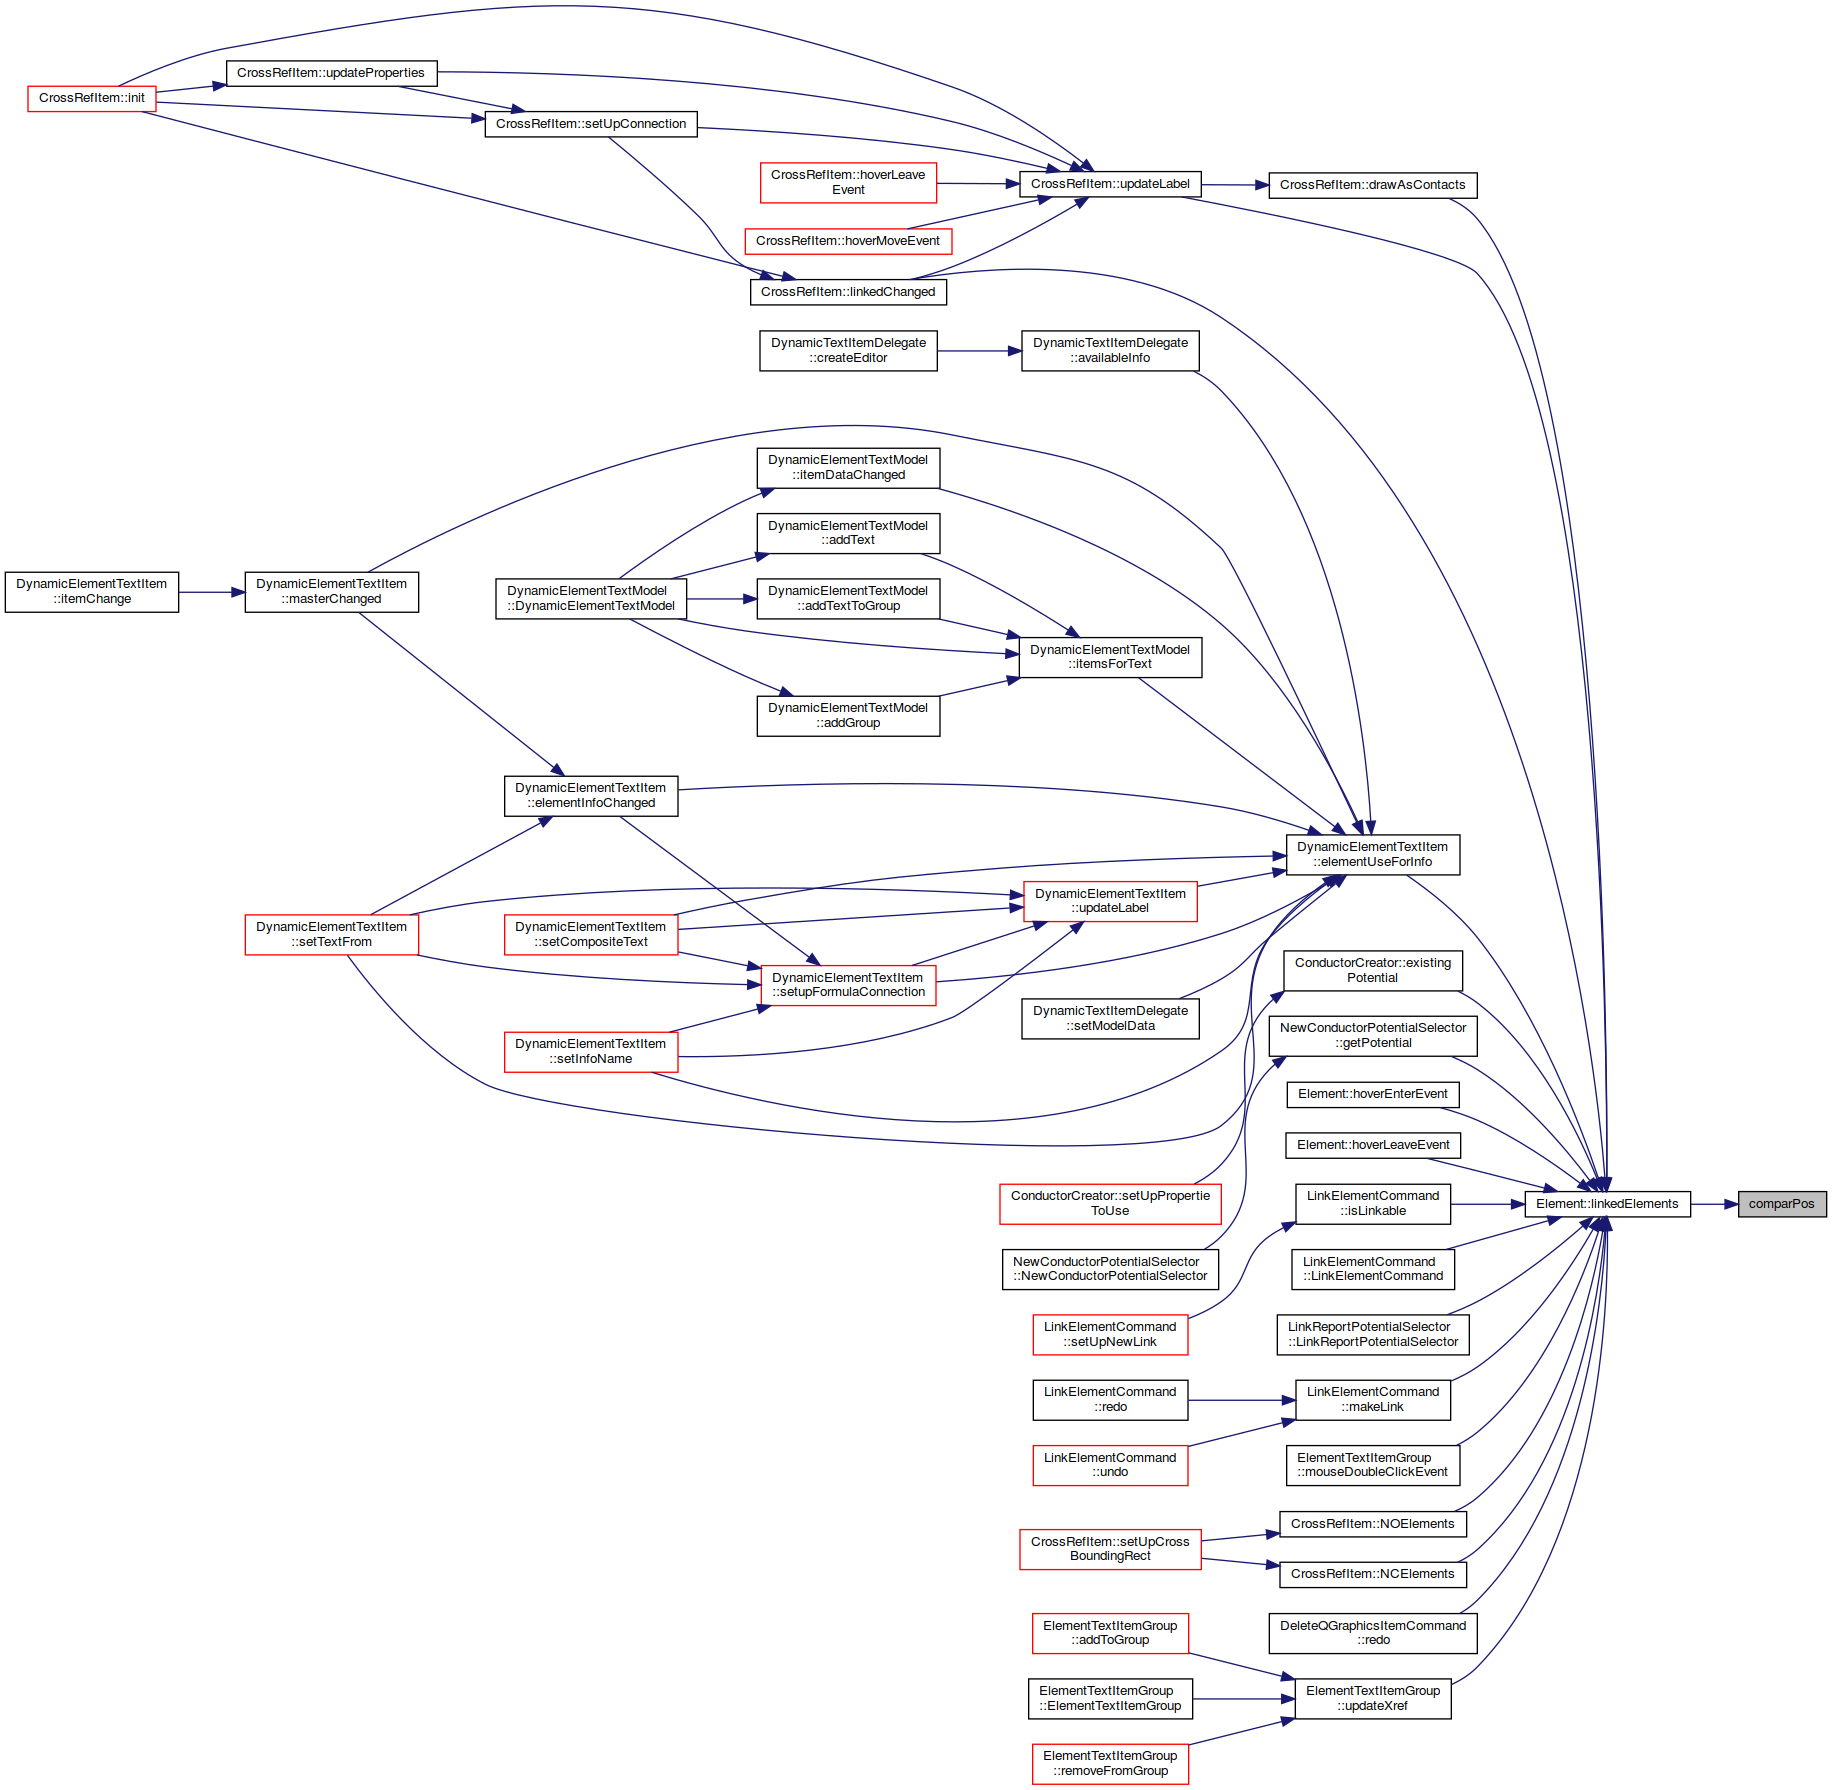 CrossRefItem::updateProperties
CrossRefItem::init
CrossRefItem::setUpConnection
CrossRefItem::hoverLeave
Event
CrossRefItem::updateLabel
CrossRefItem::drawAsContacts
CrossRefItem::hoverMoveEvent
CrossRefItem::linkedChanged
DynamicTextItemDelegate
::createEditor
DynamicTextItemDelegate
::availableInfo
DynamicElementTextModel
::itemDataChanged
DynamicElementTextModel
::addText
DynamicElementTextItem
::itemChange
DynamicElementTextItem
::masterChanged
DynamicElementTextModel
::DynamicElementTextModel
DynamicElementTextModel
::addTextToGroup
DynamicElementTextModel
::itemsForText
DynamicElementTextModel
::addGroup
DynamicElementTextItem
::elementInfoChanged
DynamicElementTextItem
::elementUseForInfo
DynamicElementTextItem
::updateLabel
DynamicElementTextItem
::setTextFrom
DynamicElementTextItem
::setCompositeText
DynamicElementTextItem
::setupFormulaConnection
ConductorCreator::existing
Potential
DynamicTextItemDelegate
::setModelData
NewConductorPotentialSelector
::getPotential
DynamicElementTextItem
::setInfoName
Element::hoverEnterEvent
Element::hoverLeaveEvent
ConductorCreator::setUpPropertie
ToUse
LinkElementCommand
::isLinkable
Element::linkedElements
comparPos
NewConductorPotentialSelector
::NewConductorPotentialSelector
LinkElementCommand
::LinkElementCommand
LinkElementCommand
::setUpNewLink
LinkReportPotentialSelector
::LinkReportPotentialSelector
LinkElementCommand
::redo
LinkElementCommand
::makeLink
LinkElementCommand
::undo
ElementTextItemGroup
::mouseDoubleClickEvent
CrossRefItem::NOElements
CrossRefItem::setUpCross
BoundingRect
CrossRefItem::NCElements
ElementTextItemGroup
::addToGroup
DeleteQGraphicsItemCommand
::redo
ElementTextItemGroup
::ElementTextItemGroup
ElementTextItemGroup
::updateXref
ElementTextItemGroup
::removeFromGroup